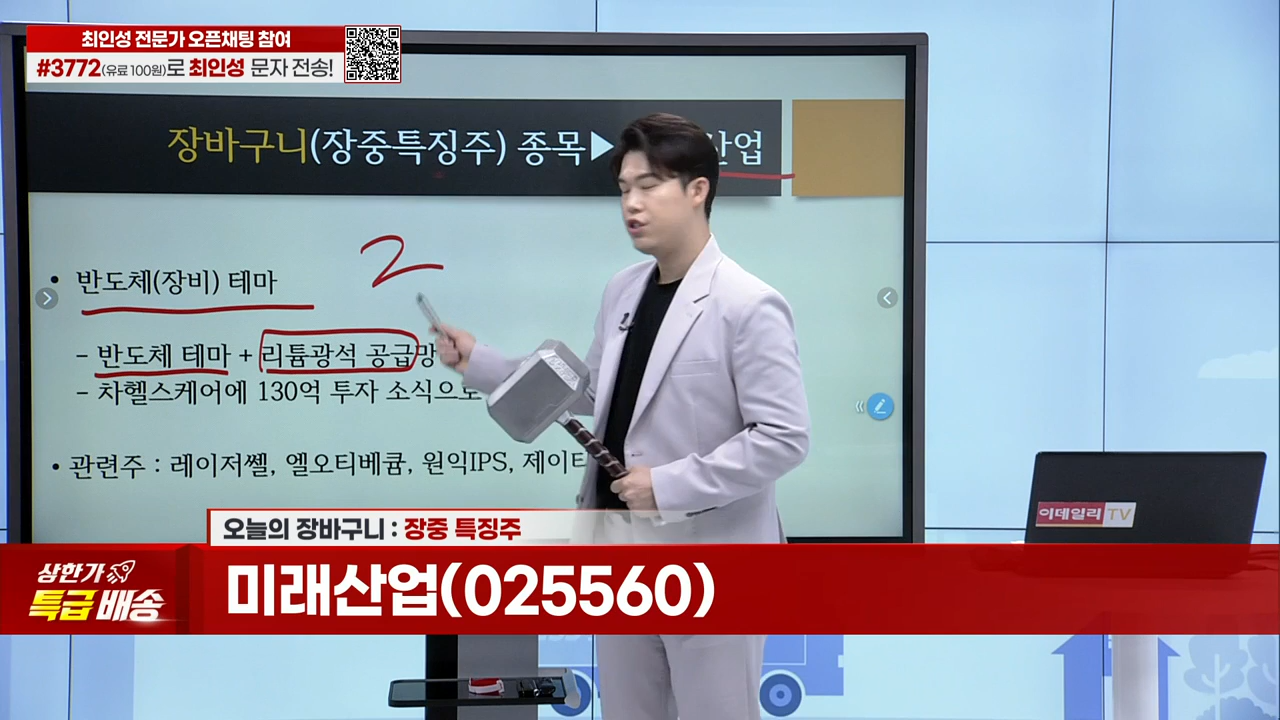 최인성 전문가 오픈채팅 참여
#3772(유료 100원)로 최인성 문자 전송!
장바구니(장중특징주) 종목▶ 산업
• 반도체(장비) 테마
2
– 반도체 테마 + 리튬광석 공급망
– 차헬스케어에 130억 투자 소식으로
• 관련주 : 레이저쎌, 엘오티베큠, 원익IPS, 제이티
이데일리TV
오늘의 장바구니 : 장중 특징주
상한가
특급 배송
미래산업(025560)